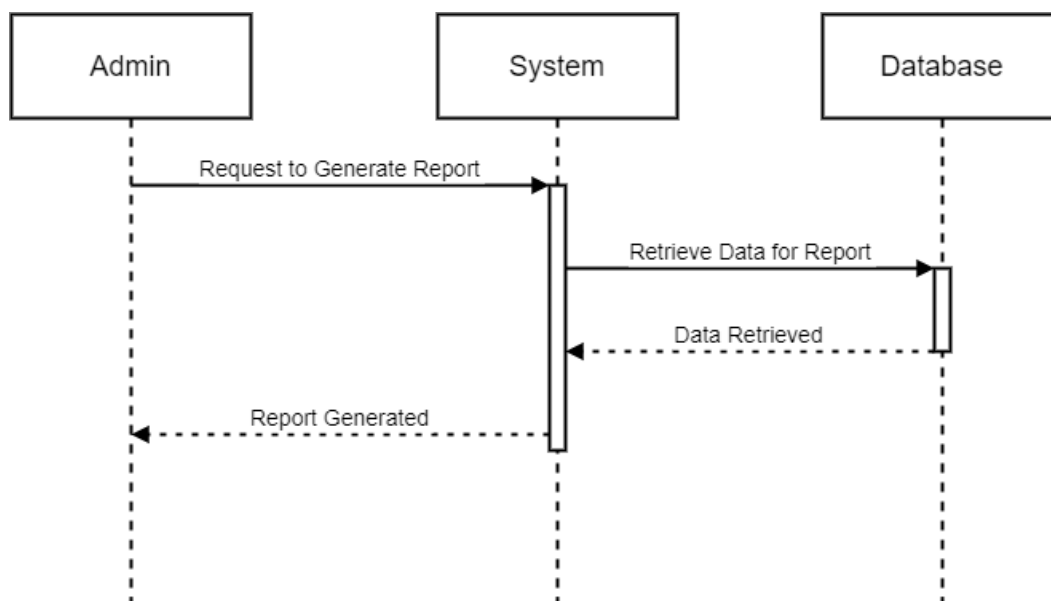 Admin
System
Database
Request to Generate Report
Retrieve Data for Report
Data Retrieved
Report Generated